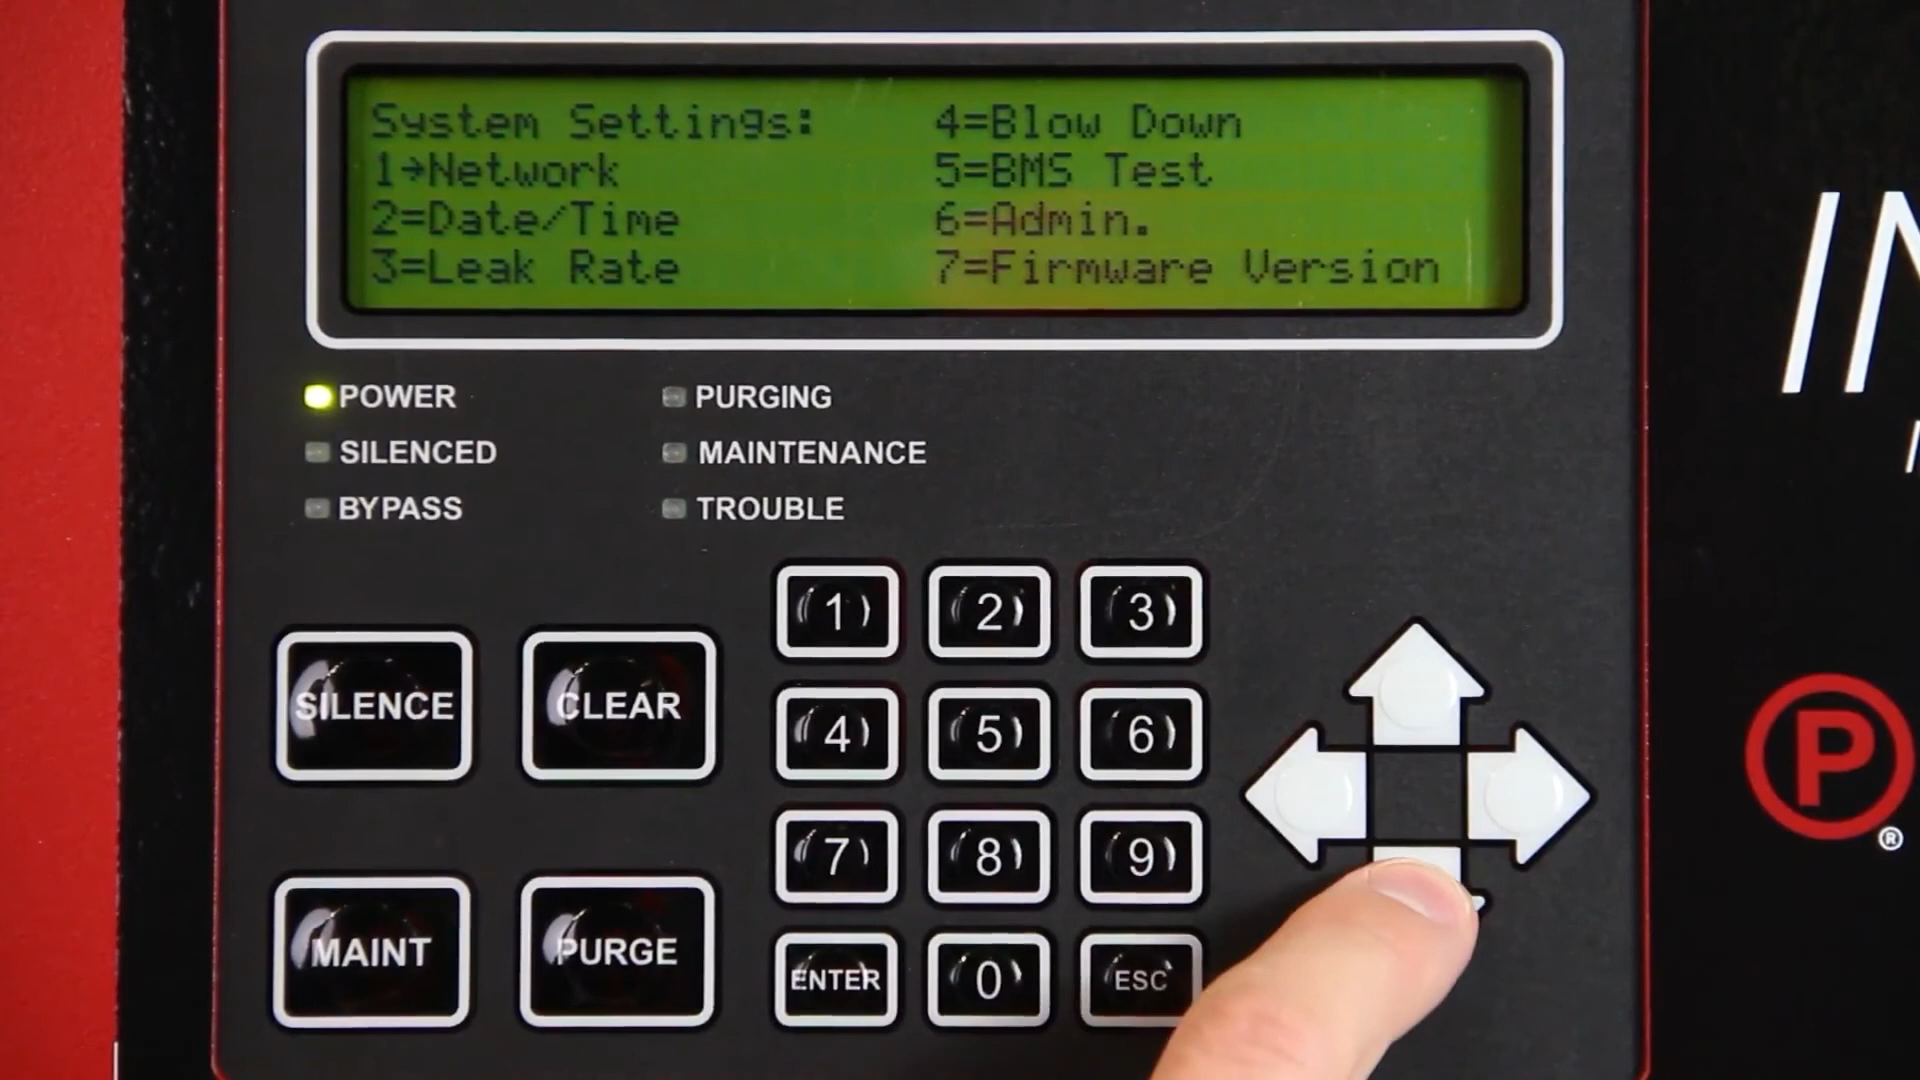 System Settings:
1→Network
2=Date/Time
3=Leak Rate
4=Blow Down
5=BMS Test
6=Admin.
7=Firmware Version
POWER
SILENCED
BYPASS
PURGING
MAINTENANCE
TROUBLE
SILENCE
CLEAR
MAINT
PURGE
1 2 3
4 5 6
7 8 9
ENTER 0 ESC
P
®